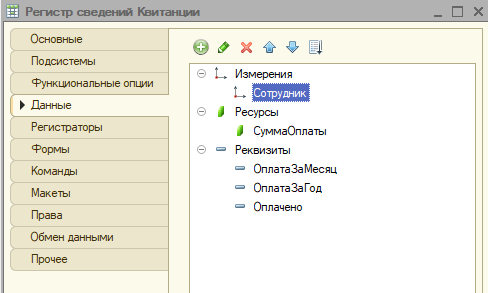 Регистр сведений Квитанции
Основные
Подсистемы
Функциональные опции
Данные
Регистраторы
Формы
Команды
Макеты
Права
Обмен данными
Прочее
Измерения
Сотрудник
Ресурсы
СуммаОплаты
Реквизиты
ОплатаЗаМесяц
ОплатаЗаГод
Оплачено